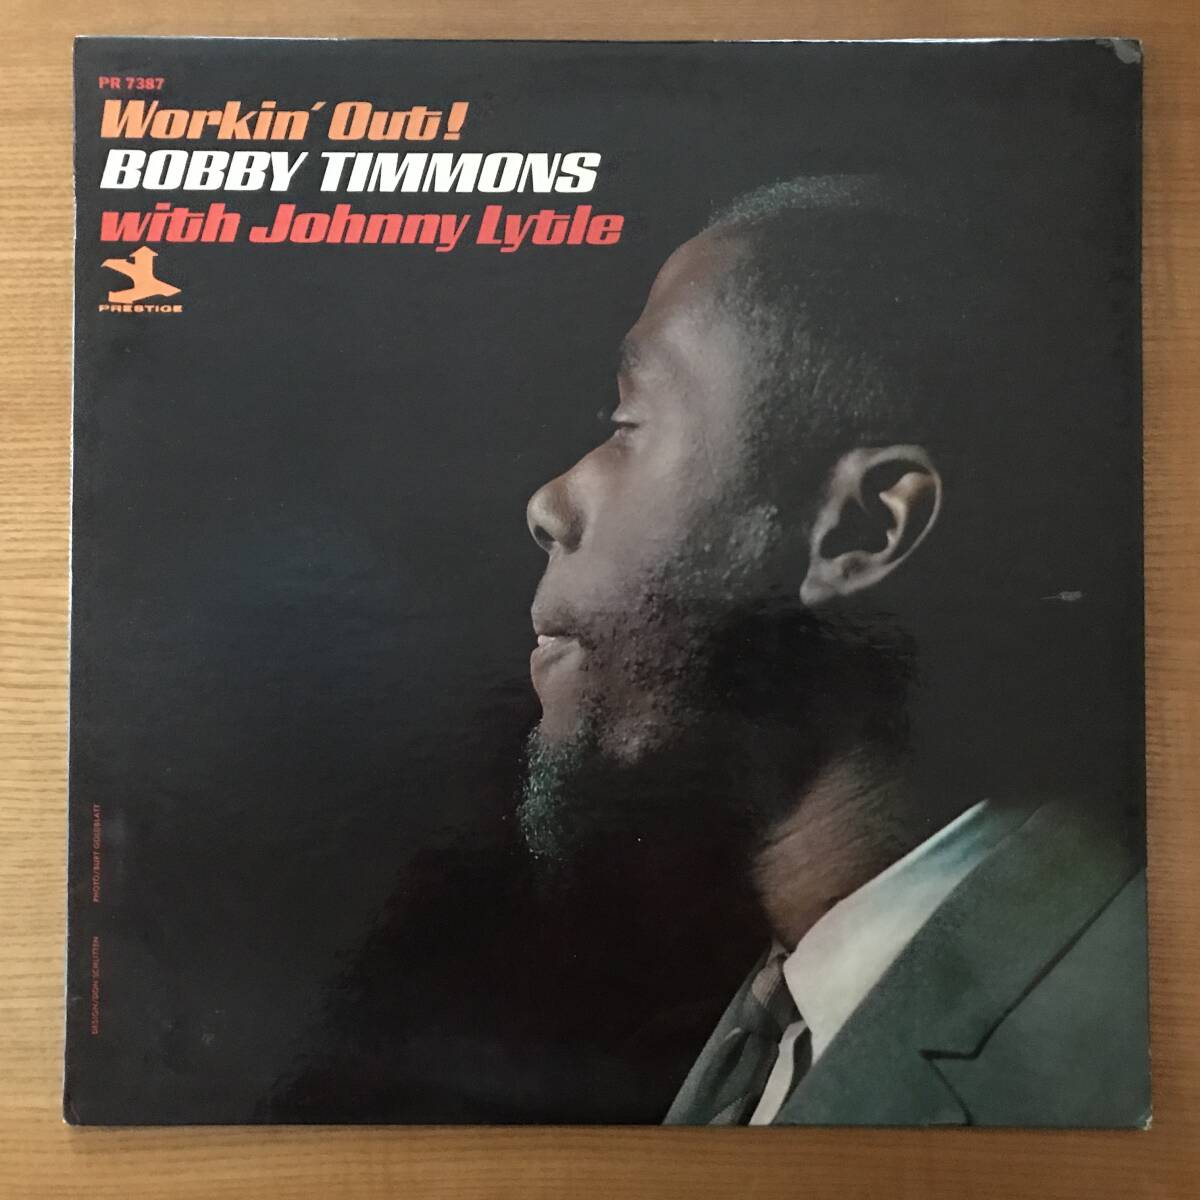 PR 7387
Workin' Out!
BOBBY TIMMONS
with Johnny Lytle
PRESTIGE
PHOTO/BURT GOLDBLATT
DESIGN/DON SCHLITTEN